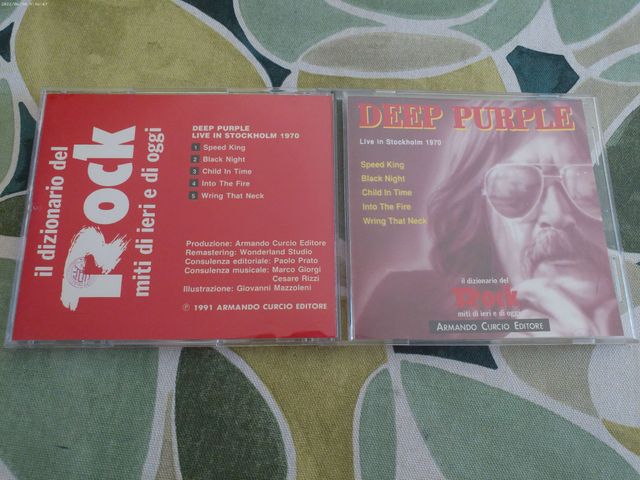 il dizionario del
Rock
miti di ieri e di oggi
DEEP PURPLE
LIVE IN STOCKHOLM 1970
1 Speed King
2 Black Night
3 Child In Time
4 Into The Fire
5 Wring That Neck
Produzione: Armando Curcio Editore
Remastering: Wonderland Studio
Consulenza editoriale: Paolo Prato
Consulenza musicale: Marco Giorgi
Cesare Rizzi
Illustrazione: Giovanni Mazzoleni
℗ 1991 ARMANDO CURCIO EDITORE
DEEP PURPLE
Live in Stockholm 1970
Speed King
Black Night
Child In Time
Into The Fire
Wring That Neck
il dizionario del
Rock
miti di ieri e di oggi
ARMANDO CURCIO EDITORE